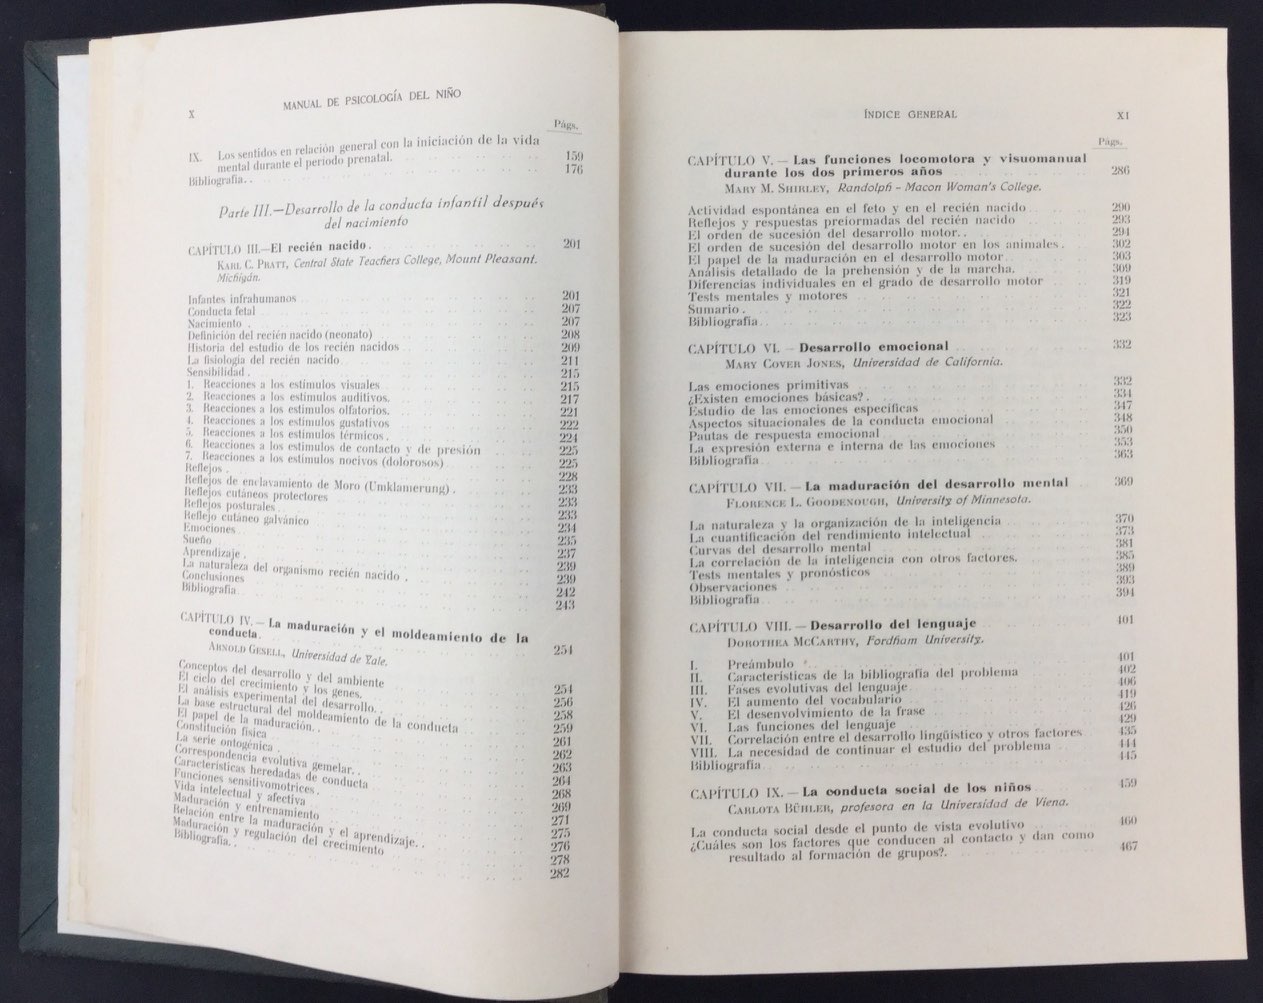 X
MANUAL DE PSICOLOGÍA DEL NIÑO
Págs.
IX. Los sentidos en relación general con la iniciación de la vida
mental durante el período prenatal. 159
Bibliografía. . 176
Parte III.—Desarrollo de la conducta infantil después
del nacimiento
CAPÍTULO III.—El recién nacido. 201
KARL C. PRATT, Central State Teachers College, Mount Pleasant.
Michigán.
Infantes infrahumanos 201
Conducta fetal 207
Nacimiento . 207
Definición del recién nacido (neonato) 208
Historia del estudio de los recién nacidos 209
La fisiología del recién nacido 211
Sensibilidad . 215
1. Reacciones a los estímulos visuales 215
2. Reacciones a los estímulos auditivos. 217
3. Reacciones a los estímulos olfatorios. 221
4. Reacciones a los estímulos gustativos 222
5. Reacciones a los estímulos térmicos . 224
6. Reacciones a los estímulos de contacto y de presión 225
7. Reacciones a los estímulos nocivos (dolorosos) 225
Reflejos . 228
Reflejos de enclavamiento de Moro (Umklamerung) . 233
Reflejos cutáneos protectores 233
Reflejos posturales 233
Reflejo cutáneo galvánico 234
Emociones 235
Sueño 237
Aprendizaje . 239
La naturaleza del organismo recién nacido . 239
Conclusiones 242
Bibliografía 243
CAPÍTULO IV.—La maduración y el moldeamiento de la
conducta. 254
ARNOLD GESELL, Universidad de Yale.
Conceptos del desarrollo y del ambiente 254
El ciclo del crecimiento y los genes. 256
El análisis experimental del desarrollo. . 258
La base estructural del moldeamiento de la conducta 259
El papel de la maduración. . 261
Constitución física 262
La serie ontogénica . 263
Correspondencia evolutiva gemelar. . 264
Características heredadas de conducta 268
Funciones sensitivomotrices. 269
Vida intelectual y afectiva 271
Maduración y entrenamiento 275
Relación entre la maduración y el aprendizaje. . 276
Maduración y regulación del crecimiento 278
Bibliografía. . 282
ÍNDICE GENERAL
XI
Págs.
CAPÍTULO V. — Las funciones locomotora y visuomanual
durante los dos primeros años 286
MARY M. SHIRLEY, Randolph - Macon Woman's College.
Actividad espontánea en el feto y en el recién nacido 290
Reflejos y respuestas preformadas del recién nacido 293
El orden de sucesión del desarrollo motor. . 294
El orden de sucesión del desarrollo motor en los animales . 302
El papel de la maduración en el desarrollo motor. 303
Análisis detallado de la prehensión y de la marcha. 309
Diferencias individuales en el grado de desarrollo motor 319
Tests mentales y motores 321
Sumario . 322
Bibliografía. . 323
CAPÍTULO VI. — Desarrollo emocional 332
MARY COVER JONES, Universidad de California.
Las emociones primitivas 332
¿Existen emociones básicas? . 334
Estudio de las emociones específicas 347
Aspectos situacionales de la conducta emocional 348
Pautas de respuesta emocional 350
La expresión externa e interna de las emociones 353
Bibliografía 363
CAPÍTULO VII. — La maduración del desarrollo mental 369
FLORENCE L. GOODENOUGH, University of Minnesota.
La naturaleza y la organización de la inteligencia 370
La cuantificación del rendimiento intelectual 373
Curvas del desarrollo mental 381
La correlación de la inteligencia con otros factores. 385
Tests mentales y pronósticos 389
Observaciones 393
Bibliografía 394
CAPÍTULO VIII. — Desarrollo del lenguaje 401
DOROTHEA MCCARTHY, Fordham University.
I. Preámbulo 401
II. Características de la bibliografía del problema 402
III. Fases evolutivas del lenguaje. 406
IV. El aumento del vocabulario 419
V. El desenvolvimiento de la frase 426
VI. Las funciones del lenguaje 429
VII. Correlación entre el desarrollo lingüístico y otros factores 435
VIII. La necesidad de continuar el estudio del problema 444
Bibliografía. . 445
CAPÍTULO IX. — La conducta social de los niños 459
CARLOTA BÜHLER, profesora en la Universidad de Viena.
La conducta social desde el punto de vista evolutivo 460
¿Cuáles son los factores que conducen al contacto y dan como
resultado al formación de grupos?. 467